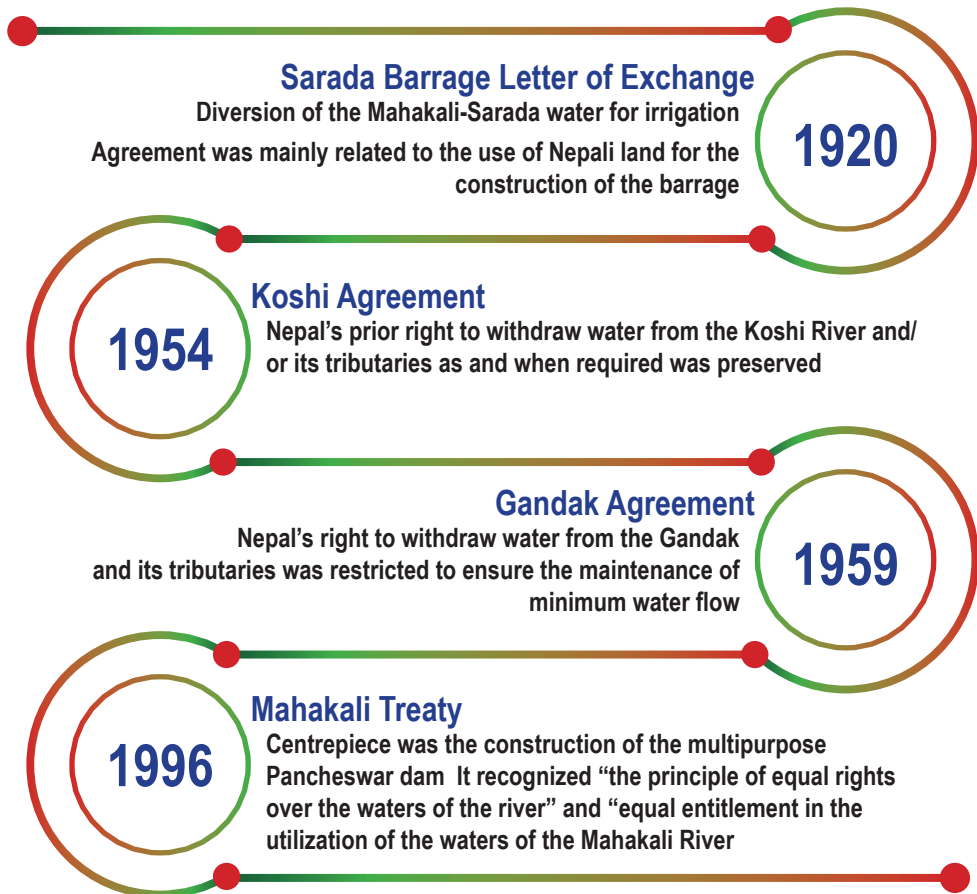 Sarada Barrage Letter of Exchange
Diversion of the Mahakali-Sarada water for irrigation
Agreement was mainly related to the use of Nepali land for the
construction of the barrage
1920
Koshi Agreement
Nepal’s prior right to withdraw water from the Koshi River and/
or its tributaries as and when required was preserved
1954
Gandak Agreement
Nepal’s right to withdraw water from the Gandak
and its tributaries was restricted to ensure the maintenance of
minimum water flow
1959
Mahakali Treaty
Centrepiece was the construction of the multipurpose
Pancheswar dam  It recognized “the principle of equal rights
over the waters of the river” and “equal entitlement in the
utilization of the waters of the Mahakali River
1996